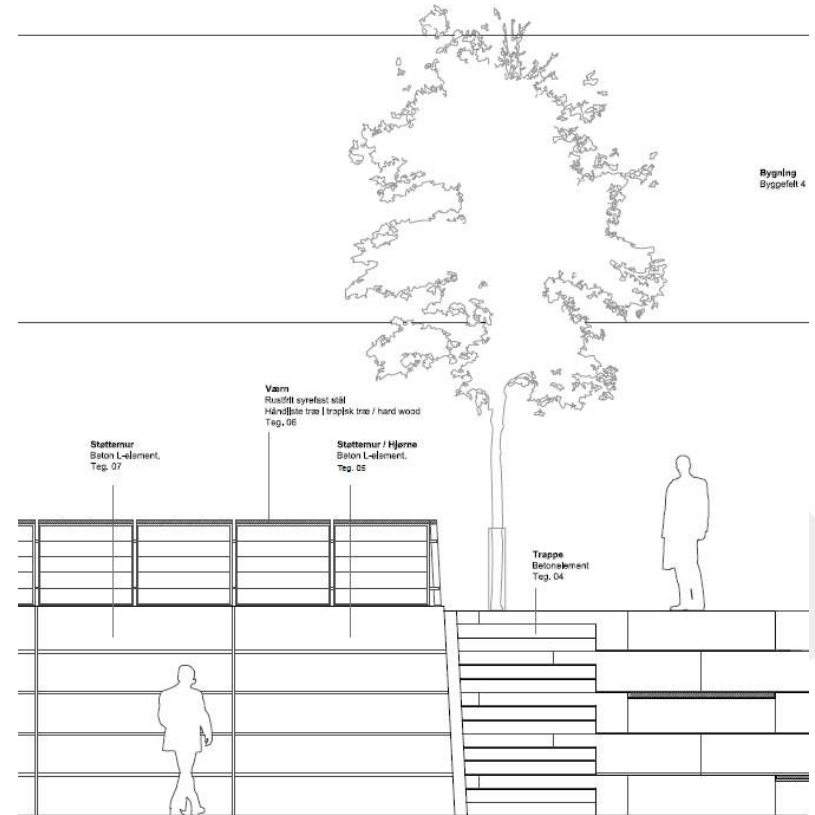 Bygning
Byggefelt 4
Værn
Rustfrit syrefast stål
Håndliste træ | tropisk træ / hard wood
Teg. 06
Støttemur
Beton L-element.
Teg. 07
Støttemur / Hjørne
Beton L-element.
Teg. 05
Trappe
Betonelement
Teg. 04